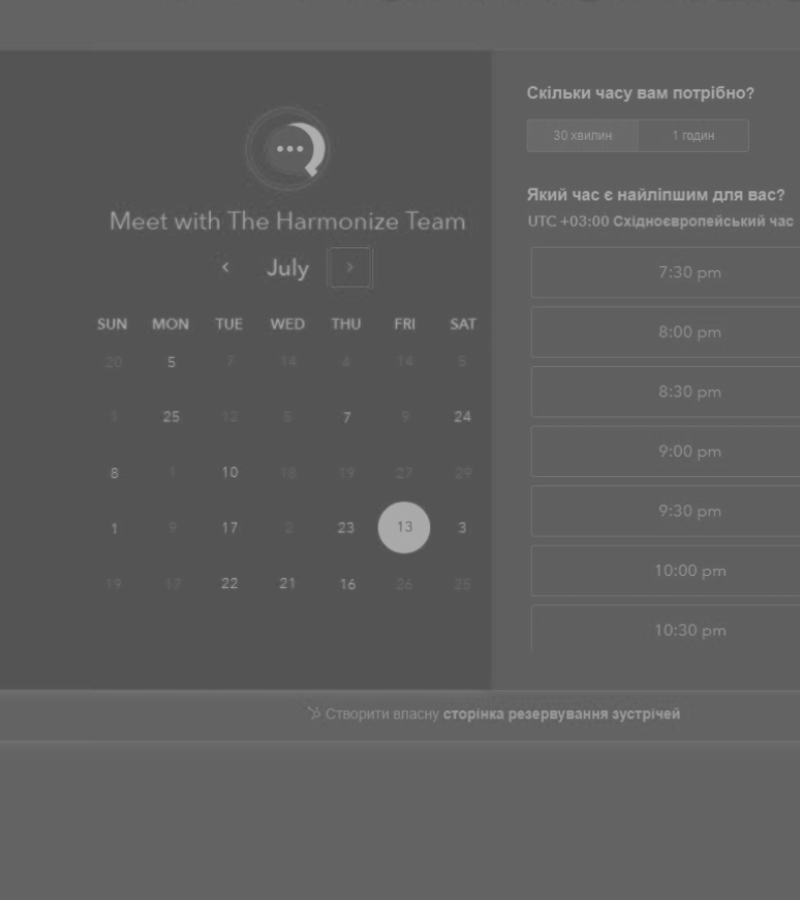 Meet with The Harmonize Team
July
SUN MON TUE WED THU FRI SAT
20 5 7 14 4 14 5
25 12 5 7 9 24
8 1 10 18 19 27 29
1 9 17 2 23 13 3
19 17 22 21 16 26 25
Скільки часу вам потрібно?
30 хвилин 1 годин
Який час є найліпшим для вас?
UTC +03:00 Східноєвропейський час
7:30 pm
8:00 pm
8:30 pm
9:00 pm
9:30 pm
10:00 pm
10:30 pm
Створити власну сторінка резервування зустрічей